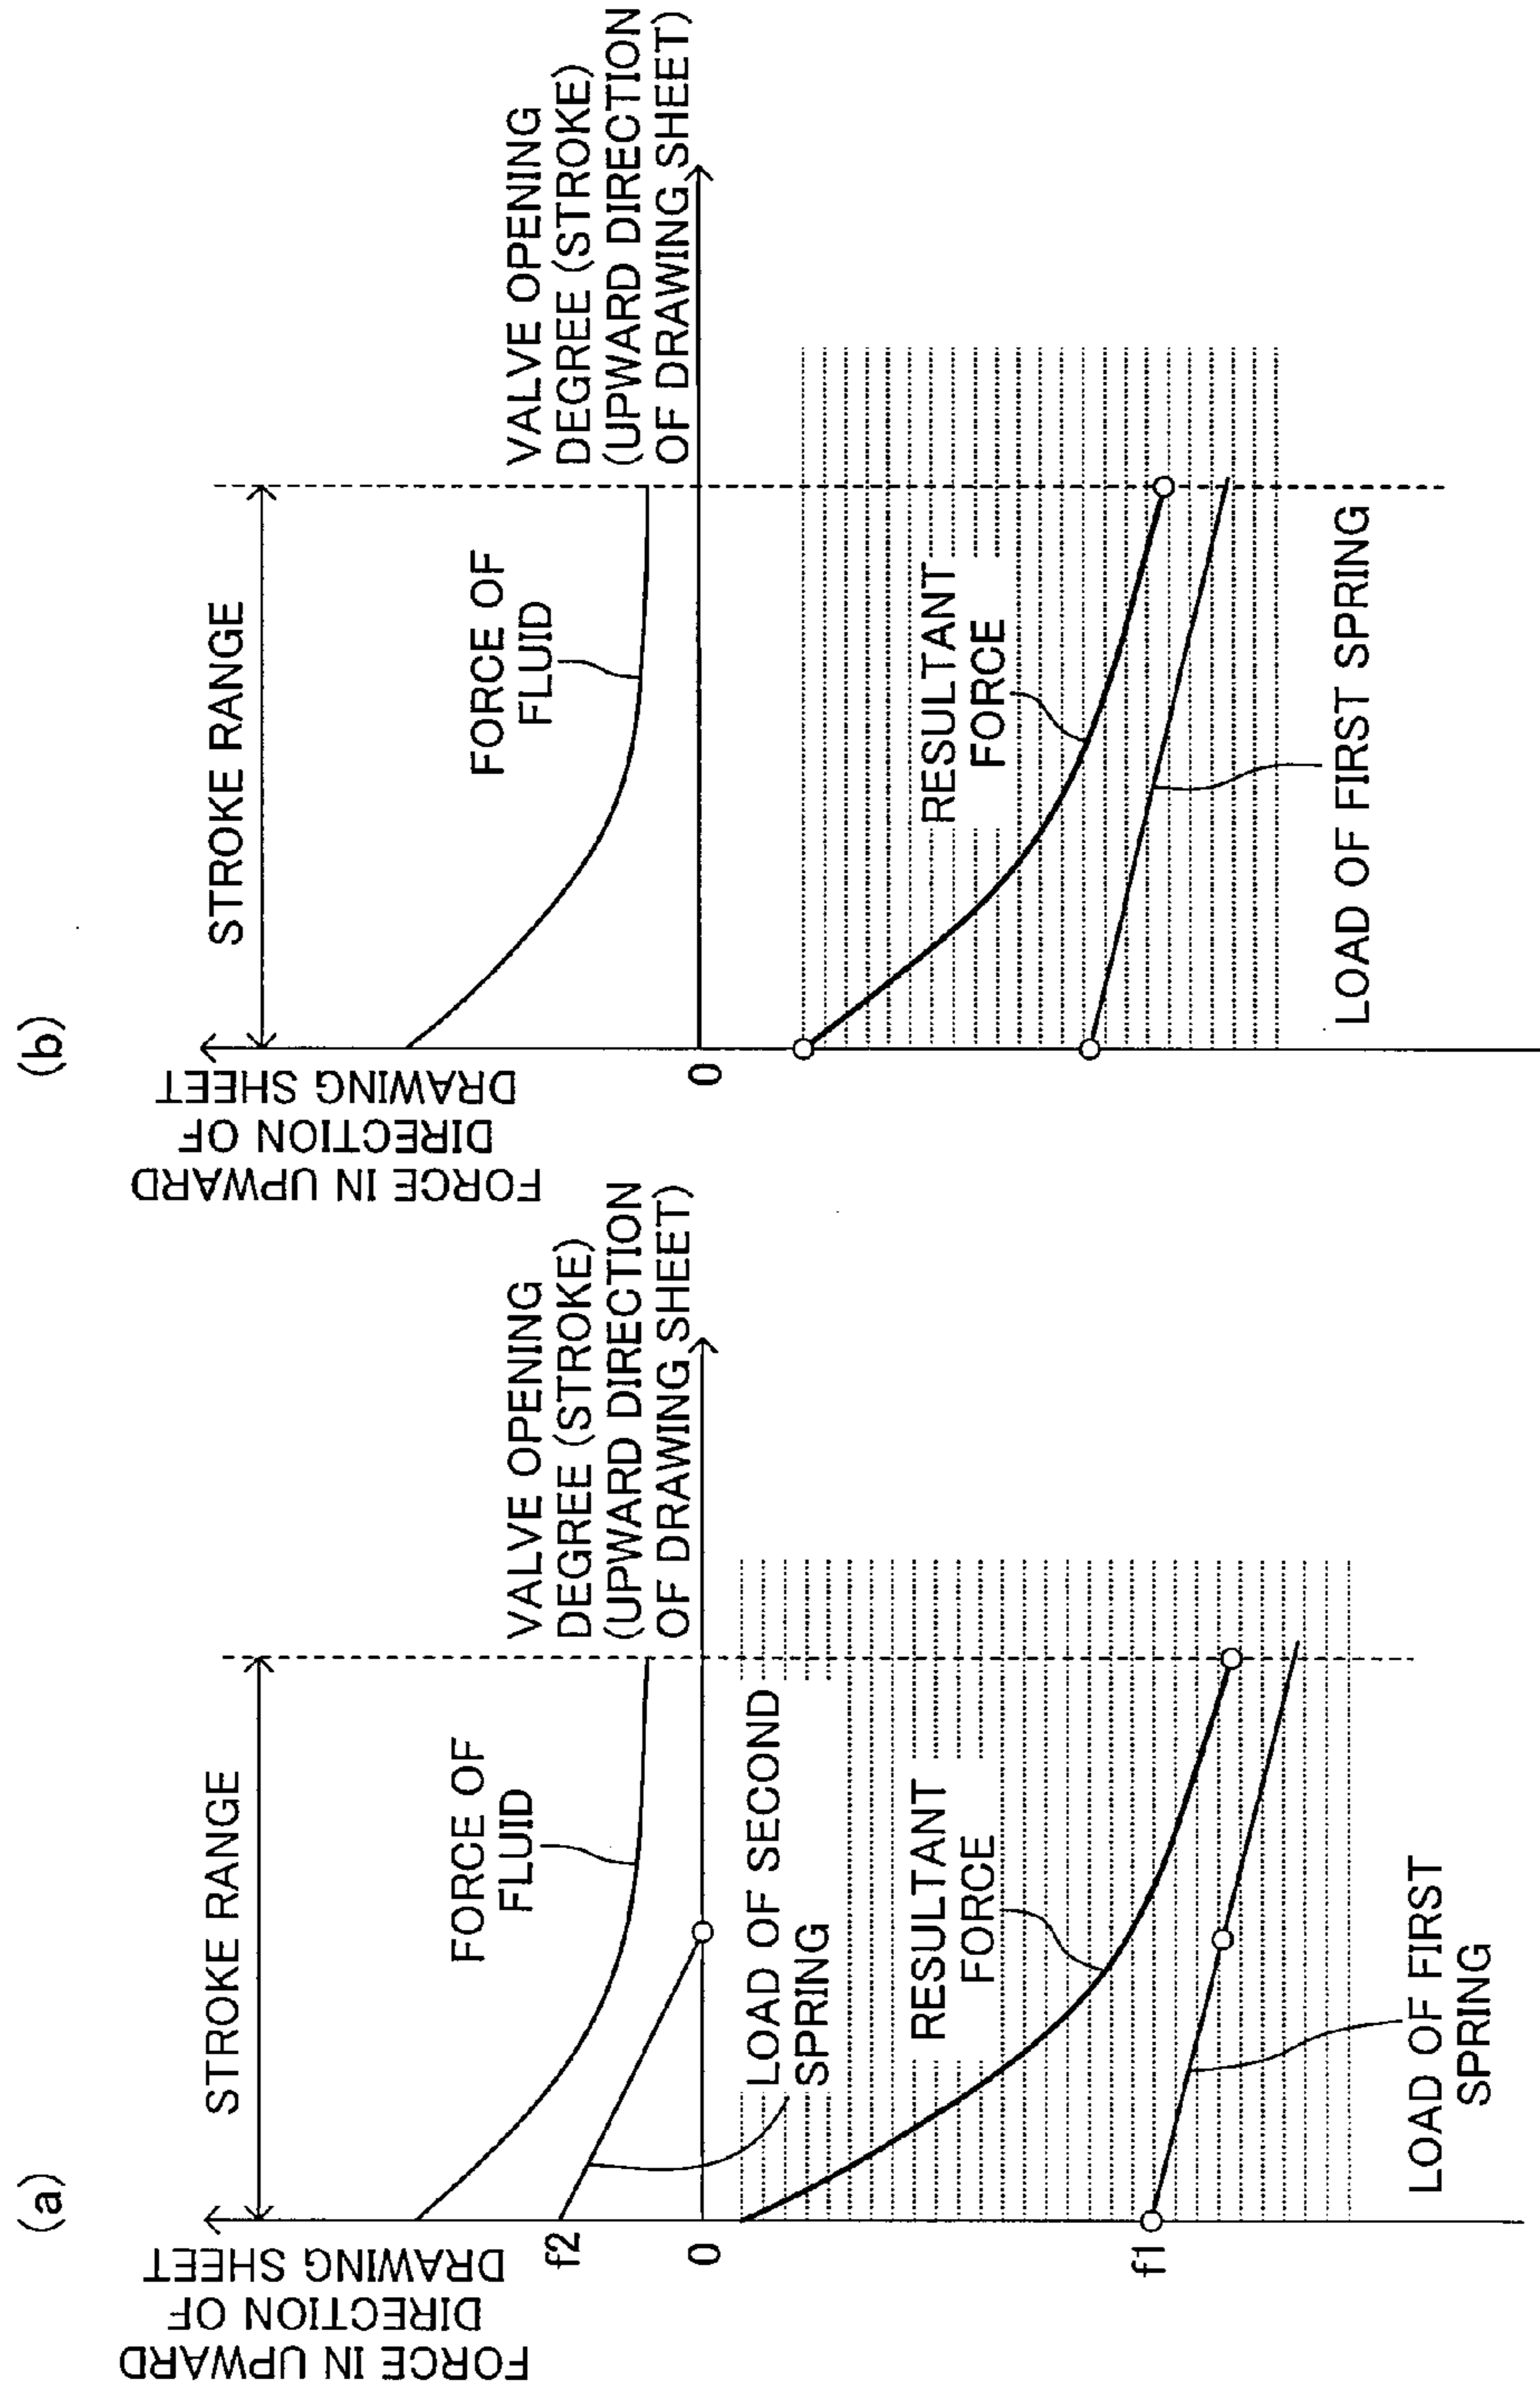 (a)
FORCE IN UPWARD
DIRECTION OF
DRAWING SHEET
STROKE RANGE
FORCE OF
FLUID
VALVE OPENING
DEGREE (STROKE)
(UPWARD DIRECTION
OF DRAWING SHEET)
f2
0
LOAD OF SECOND
SPRING
RESULTANT
FORCE
f1
LOAD OF FIRST
SPRING
(b)
FORCE IN UPWARD
DIRECTION OF
DRAWING SHEET
STROKE RANGE
FORCE OF
FLUID
VALVE OPENING
DEGREE (STROKE)
(UPWARD DIRECTION
OF DRAWING SHEET)
0
RESULTANT
FORCE
LOAD OF FIRST SPRING